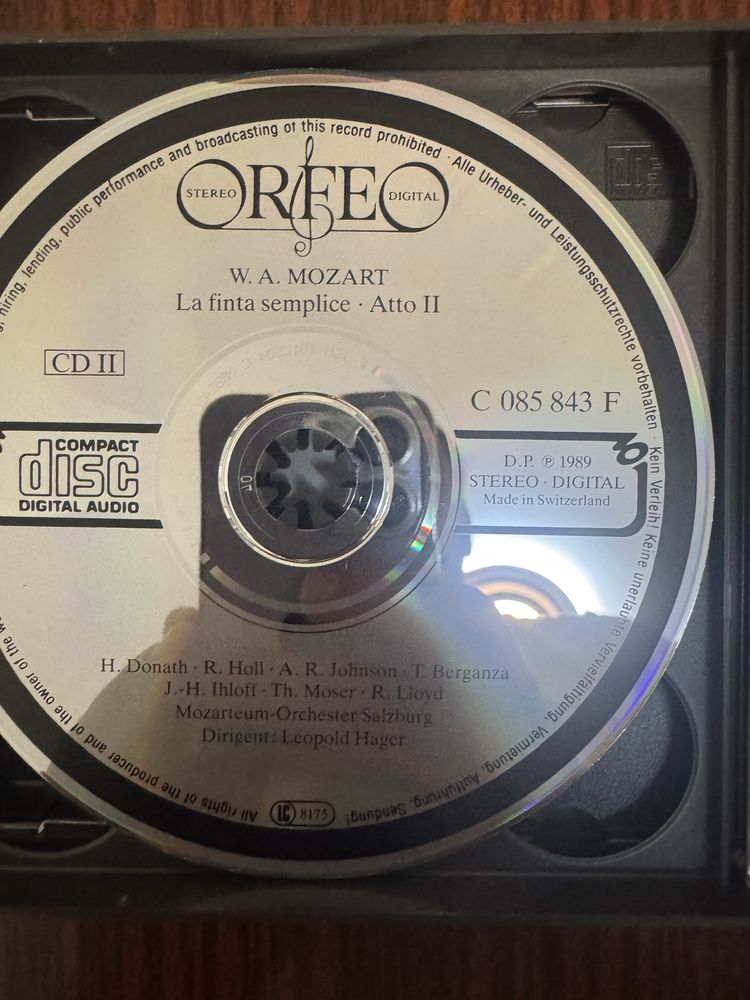 g, hiring, lending, public performance and broadcasting of this record prohibited · Alle Urheber- und Leistungsschutzrechte vorbehalten · Kein Verleih! Keine unerlaubte Vervielfältigung, Vermietung, Aufführung, Sendung!
STEREO ORFEO DIGITAL
W. A. MOZART
La finta semplice · Atto II
CD II
C 085 843 F
COMPACT
disc
DIGITAL AUDIO
D.P. ℗ 1989
STEREO · DIGITAL
Made in Switzerland
H. Donath · R. Holl · A. R. Johnson · T. Berganza
J.-H. Ihloff · Th. Moser · R. Lloyd
Mozarteum-Orchester Salzburg
Dirigent: Leopold Hager
LC 8175
All rights of the producer and of the owner of the w